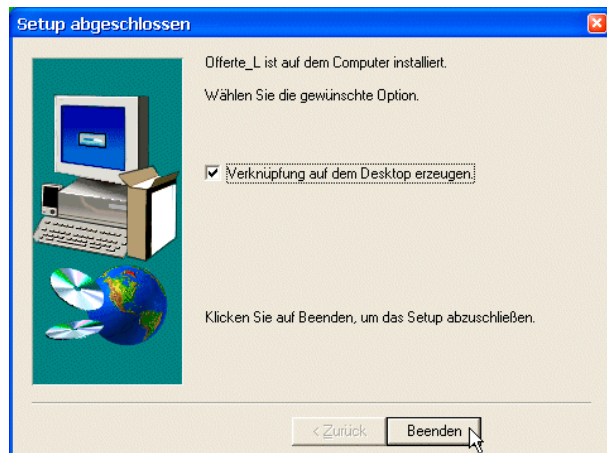 Setup abgeschlossen
Offerte_L ist auf dem Computer installiert.
Wählen Sie die gewünschte Option.
Verknüpfung auf dem Desktop erzeugen.
Klicken Sie auf Beenden, um das Setup abzuschließen.
< Zurück
Beenden